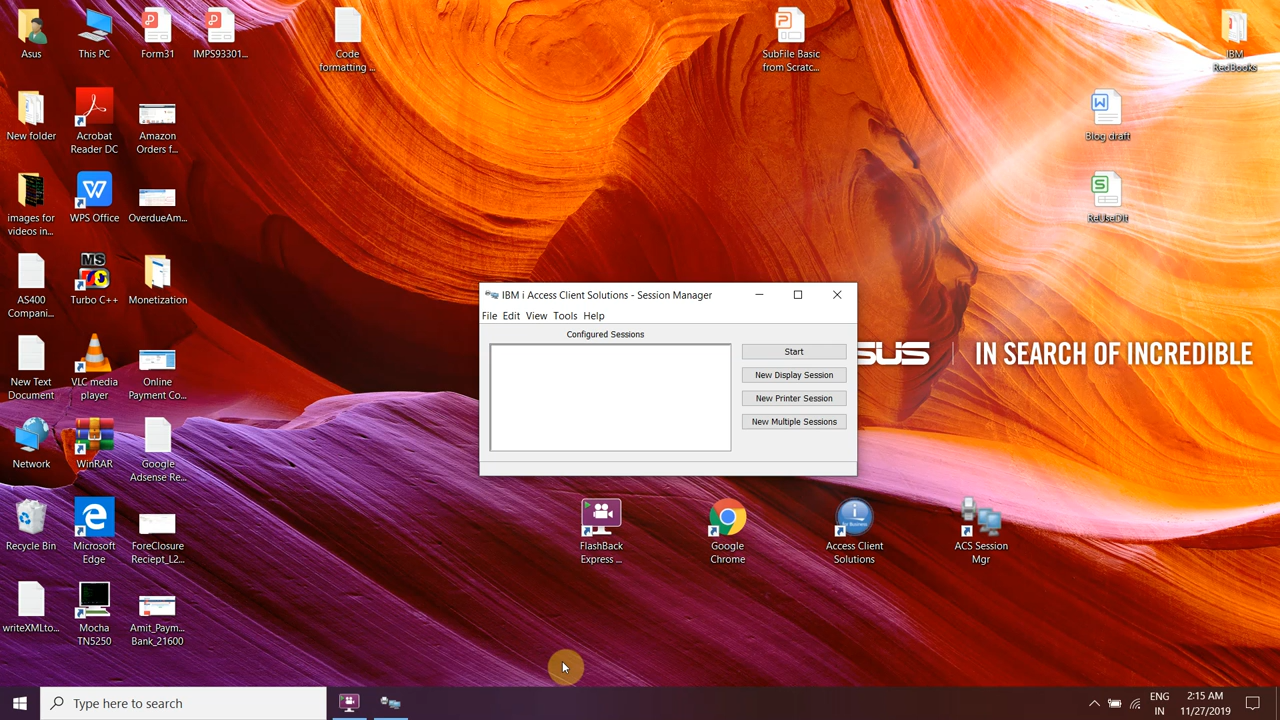 Asus
This PC
Form31
IMPS93301...
Code
formatting ...
SubFile Basic
from Scratc...
IBM
RedBooks
New folder
Acrobat
Reader DC
Amazon
Orders f...
Blog draft
images for
videos in...
WPS Office
OverdueAm...
ReUseDlt
AS400
Compani...
Turbo C++
Monetization
IBM i Access Client Solutions - Session Manager
File Edit View Tools Help
Configured Sessions
Start
New Display Session
New Printer Session
New Multiple Sessions
SUS IN SEARCH OF INCREDIBLE
New Text
Document
VLC media
player
Online
Payment Co...
Network
WinRAR
Google
Adsense Re...
Recycle Bin
Microsoft
Edge
ForeClosure
Reciept_L2...
FlashBack
Express ...
Google
Chrome
Access Client
Solutions
ACS Session
Mgr
writeXMLto...
Mocha
TN5250
Amit_Paym...
Bank_21600
Type here to search
ENG
IN
2:15 AM
11/27/2019